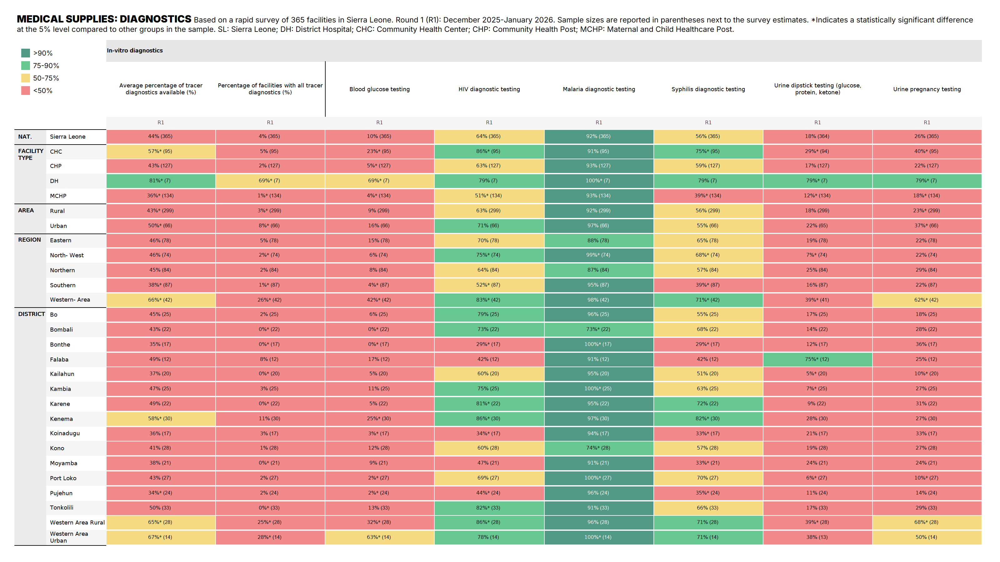 MEDICAL SUPPLIES: DIAGNOSTICS Based on a rapid survey of 365 facilities in Sierra Leone. Round 1 (R1): December 2025-January 2026. Sample sizes are reported in parentheses next to the survey estimates. *Indicates a statistically significant difference
at the 5% level compared to other groups in the sample. SL: Sierra Leone; DH: District Hospital; CHC: Community Health Center; CHP: Community Health Post; MCHP: Maternal and Child Healthcare Post.
>90%
75-90%
50-75%
<50%
In-vitro diagnostics
Average percentage of tracer diagnostics available (%)
Percentage of facilities with all tracer diagnostics (%)
Blood glucose testing
HIV diagnostic testing
Malaria diagnostic testing
Syphilis diagnostic testing
Urine dipstick testing (glucose, protein, ketone)
Urine pregnancy testing
R1 R1 R1 R1 R1 R1 R1 R1
NAT. Sierra Leone 44% (365) 4% (365) 10% (365) 64% (365) 92% (365) 56% (365) 18% (364) 26% (365)
FACILITY TYPE CHC 57%* (95) 5% (95) 23%* (95) 86%* (95) 91% (95) 75%* (95) 29%* (94) 40%* (95)
CHP 43% (127) 2% (127) 5%* (127) 63% (127) 93% (127) 59% (127) 17% (127) 22% (127)
DH 81%* (7) 69%* (7) 69%* (7) 79% (7) 100%* (7) 79% (7) 79%* (7) 79%* (7)
MCHP 36%* (134) 1%* (134) 4%* (134) 51%* (134) 93% (134) 39%* (134) 12%* (134) 18%* (134)
AREA Rural 43%* (299) 3%* (299) 9% (299) 63% (299) 92% (299) 56% (299) 18% (299) 23%* (299)
Urban 50%* (66) 8%* (66) 16% (66) 71% (66) 97% (66) 55% (66) 22% (65) 37%* (66)
REGION Eastern 46% (78) 5% (78) 15% (78) 70% (78) 88% (78) 65% (78) 19% (78) 22% (78)
North- West 46% (74) 2%* (74) 6% (74) 75%* (74) 99%* (74) 68%* (74) 7%* (74) 22% (74)
Northern 45% (84) 2% (84) 8% (84) 64% (84) 87% (84) 57% (84) 25% (84) 29% (84)
Southern 38%* (87) 1%* (87) 4%* (87) 52%* (87) 95% (87) 39%* (87) 16% (87) 22% (87)
Western- Area 66%* (42) 26%* (42) 42%* (42) 83%* (42) 98% (42) 71%* (42) 39%* (41) 62%* (42)
DISTRICT Bo 45% (25) 2% (25) 6% (25) 79% (25) 96% (25) 55% (25) 17% (25) 18% (25)
Bombali 43% (22) 0%* (22) 0%* (22) 73% (22) 73%* (22) 68% (22) 14% (22) 28% (22)
Bonthe 35% (17) 0%* (17) 0%* (17) 29%* (17) 100%* (17) 29%* (17) 12% (17) 36% (17)
Falaba 49% (12) 8% (12) 17% (12) 42% (12) 91% (12) 42% (12) 75%* (12) 25% (12)
Kailahun 37% (20) 0%* (20) 5% (20) 60% (20) 95% (20) 51% (20) 5%* (20) 10%* (20)
Kambia 47% (25) 3% (25) 11% (25) 75% (25) 100%* (25) 63% (25) 7%* (25) 27% (25)
Karene 49% (22) 0%* (22) 5% (22) 81%* (22) 95% (22) 72% (22) 9% (22) 31% (22)
Kenema 58%* (30) 11% (30) 25%* (30) 86%* (30) 97% (30) 82%* (30) 28% (30) 27% (30)
Koinadugu 36% (17) 3% (17) 3%* (17) 34%* (17) 94% (17) 33%* (17) 21% (17) 33% (17)
Kono 41% (28) 1% (28) 12% (28) 60% (28) 74%* (28) 57% (28) 19% (28) 27% (28)
Moyamba 38% (21) 0%* (21) 9% (21) 47% (21) 91% (21) 33%* (21) 24% (21) 24% (21)
Port Loko 43% (27) 2% (27) 2%* (27) 69% (27) 100%* (27) 70% (27) 6%* (27) 10%* (27)
Pujehun 34%* (24) 2% (24) 2%* (24) 44%* (24) 96% (24) 35%* (24) 11% (24) 14% (24)
Tonkolili 50% (33) 0%* (33) 13% (33) 82%* (33) 91% (33) 66% (33) 17% (33) 29% (33)
Western Area Rural 65%* (28) 25%* (28) 32%* (28) 86%* (28) 96% (28) 71% (28) 39%* (28) 68%* (28)
Western Area Urban 67%* (14) 28%* (14) 63%* (14) 78% (14) 100%* (14) 71% (14) 38% (13) 50% (14)